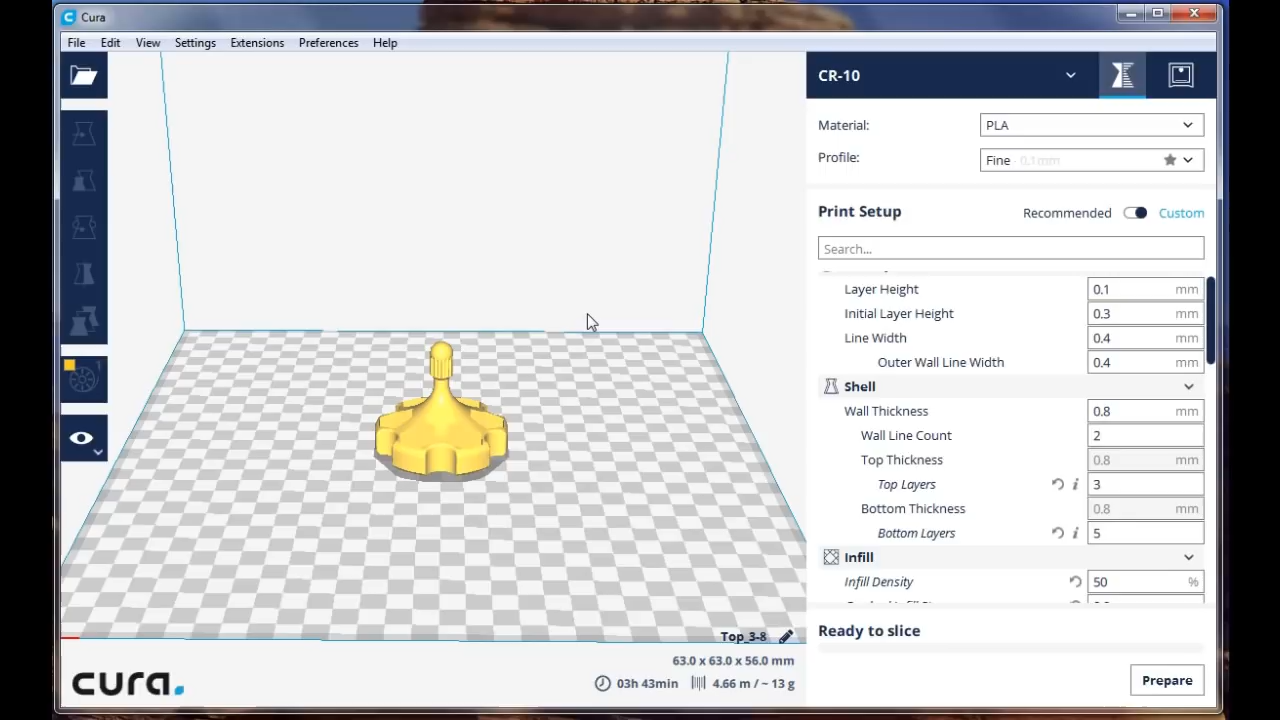 Cura
File Edit View Settings Extensions Preferences Help
CR-10
Material: PLA
Profile: Fine - 0.1mm
Print Setup Recommended Custom
Search...
Layer Height 0.1 mm
Initial Layer Height 0.3 mm
Line Width 0.4 mm
Outer Wall Line Width 0.4 mm
Shell
Wall Thickness 0.8 mm
Wall Line Count 2
Top Thickness 0.8 mm
Top Layers i 3
Bottom Thickness 0.8 mm
Bottom Layers i 5
Infill
Infill Density 50 %
1
Top_3-8
63.0 x 63.0 x 56.0 mm
03h 43min 4.66 m / ~ 13 g
Ready to slice
Prepare
cura.